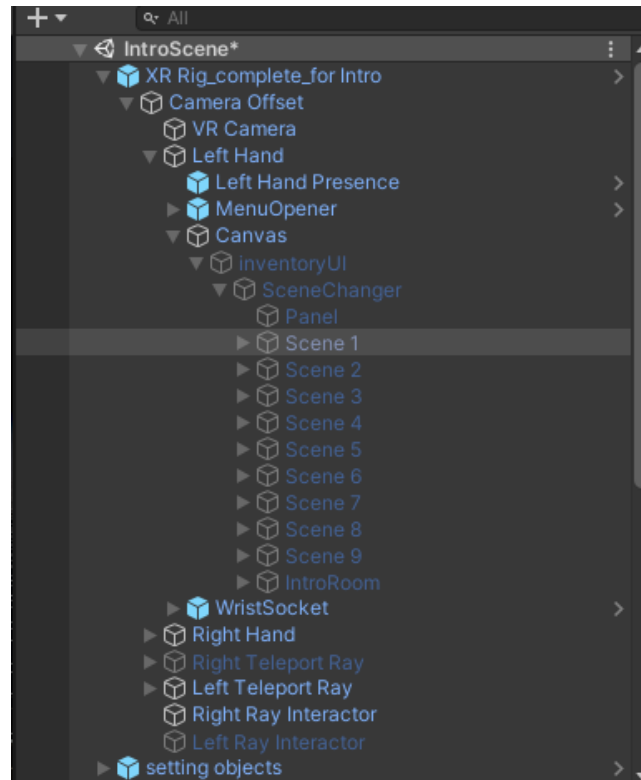 All
IntroScene*
XR Rig_complete_for Intro
Camera Offset
VR Camera
Left Hand
Left Hand Presence
MenuOpener
Canvas
inventoryUI
SceneChanger
Panel
Scene 1
Scene 2
Scene 3
Scene 4
Scene 5
Scene 6
Scene 7
Scene 8
Scene 9
IntroRoom
WristSocket
Right Hand
Right Teleport Ray
Left Teleport Ray
Right Ray Interactor
Left Ray Interactor
setting objects